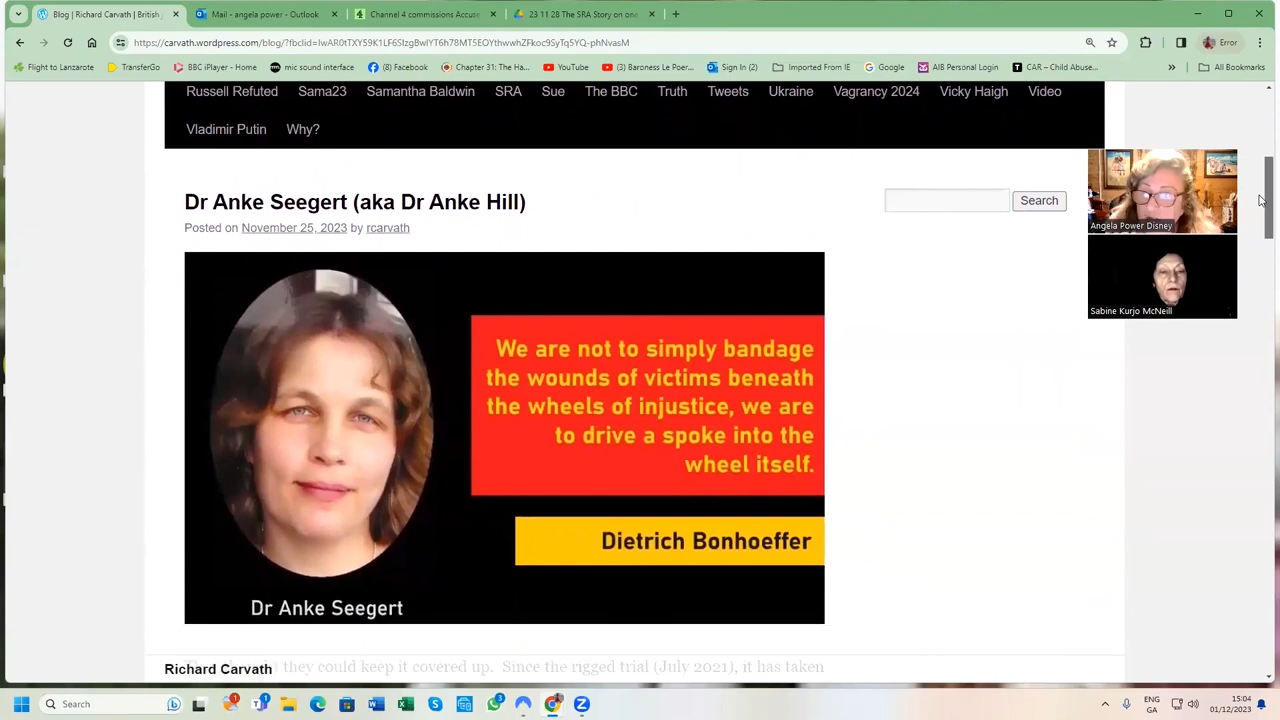 Blog | Richard Carvath | British
Mail - angela power - Outlook
Channel 4 commissions Accuse
23 11 28 The SRA Story on one
https://carvath.wordpress.com/blog/?fbclid=IwAR0tTXY59K1LF6SlzgBwlYT6h78MT5EOYthwwhZFkoc9SyTq5YQ-phNvasM
Error
Flight to Lanzarote
TransferGo
BBC iPlayer - Home
mic sound interface
(8) Facebook
Chapter 31: The Ha...
YouTube
(3) Baroness Le Poer...
Sign In (2)
Imported From IE
Google
AIB Personal Login
CAR – Child Abuse...
All Bookmarks
Russell Refuted Sama23 Samantha Baldwin SRA Sue The BBC Truth Tweets Ukraine Vagrancy 2024 Vicky Haigh Video
Vladimir Putin Why?
Dr Anke Seegert (aka Dr Anke Hill)
Search
Posted on November 25, 2023 by rcarvath
We are not to simply bandage
the wounds of victims beneath
the wheels of injustice, we are
to drive a spoke into the
wheel itself.
Dietrich Bonhoeffer
Dr Anke Seegert
Angela Power Disney
Sabine Kurjo McNeill
they could keep it covered up. Since the rigged trial (July 2021), it has taken
Richard Carvath
Search
ENG
GA
15:04
01/12/2023